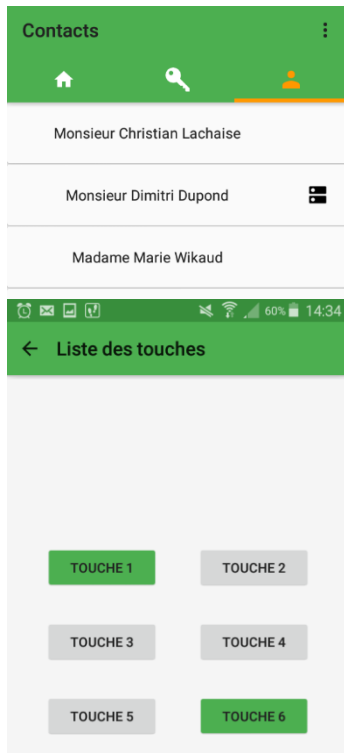 Contacts
Monsieur Christian Lachaise
Monsieur Dimitri Dupond
Madame Marie Wikaud
60% 14:34
Liste des touches
TOUCHE 1 TOUCHE 2
TOUCHE 3 TOUCHE 4
TOUCHE 5 TOUCHE 6